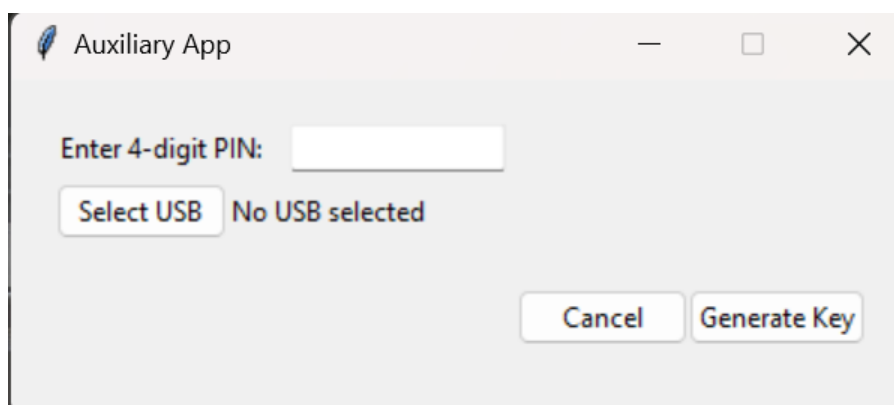 Auxiliary App
Enter 4-digit PIN:
Select USB No USB selected
Cancel Generate Key